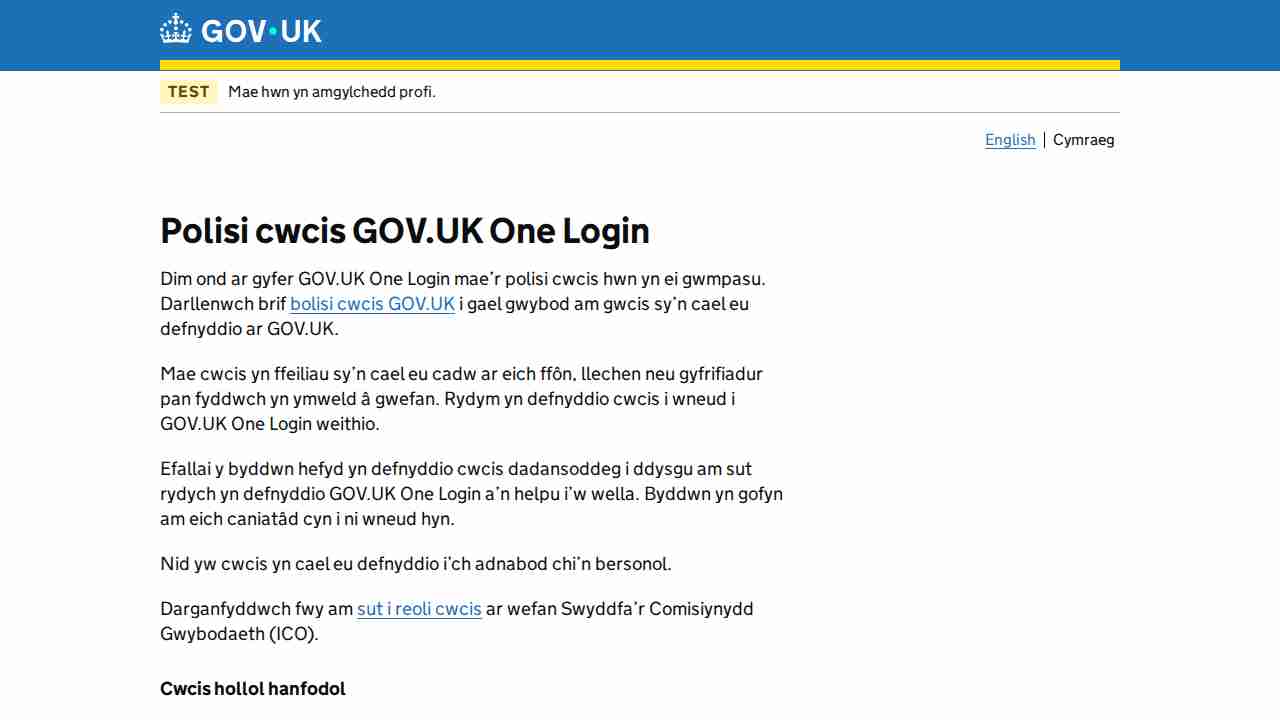 GOV·UK
TEST Mae hwn yn amgylchedd profi.
English | Cymraeg
Polisi cwcis GOV.UK One Login
Dim ond ar gyfer GOV.UK One Login mae’r polisi cwcis hwn yn ei gwmpasu.
Darllenwch brif bolisi cwcis GOV.UK i gael gwybod am gwcis sy’n cael eu
defnyddio ar GOV.UK.
Mae cwcis yn ffeiliau sy’n cael eu cadw ar eich ffôn, llechen neu gyfrifiadur
pan fyddwch yn ymweld â gwefan. Rydym yn defnyddio cwcis i wneud i
GOV.UK One Login weithio.
Efallai y byddwn hefyd yn defnyddio cwcis dadansoddeg i ddysgu am sut
rydych yn defnyddio GOV.UK One Login a’n helpu i’w wella. Byddwn yn gofyn
am eich caniatâd cyn i ni wneud hyn.
Nid yw cwcis yn cael eu defnyddio i’ch adnabod chi’n bersonol.
Darganfyddwch fwy am sut i reoli cwcis ar wefan Swyddfa’r Comisiynydd
Gwybodaeth (ICO).
Cwcis hollol hanfodol